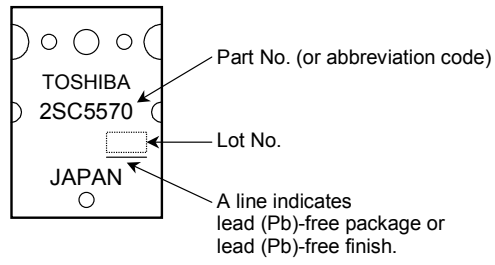 Part No. (or abbreviation code)
TOSHIBA
2SC5570
Lot No.
JAPAN
A line indicates
lead (Pb)-free package or
lead (Pb)-free finish.